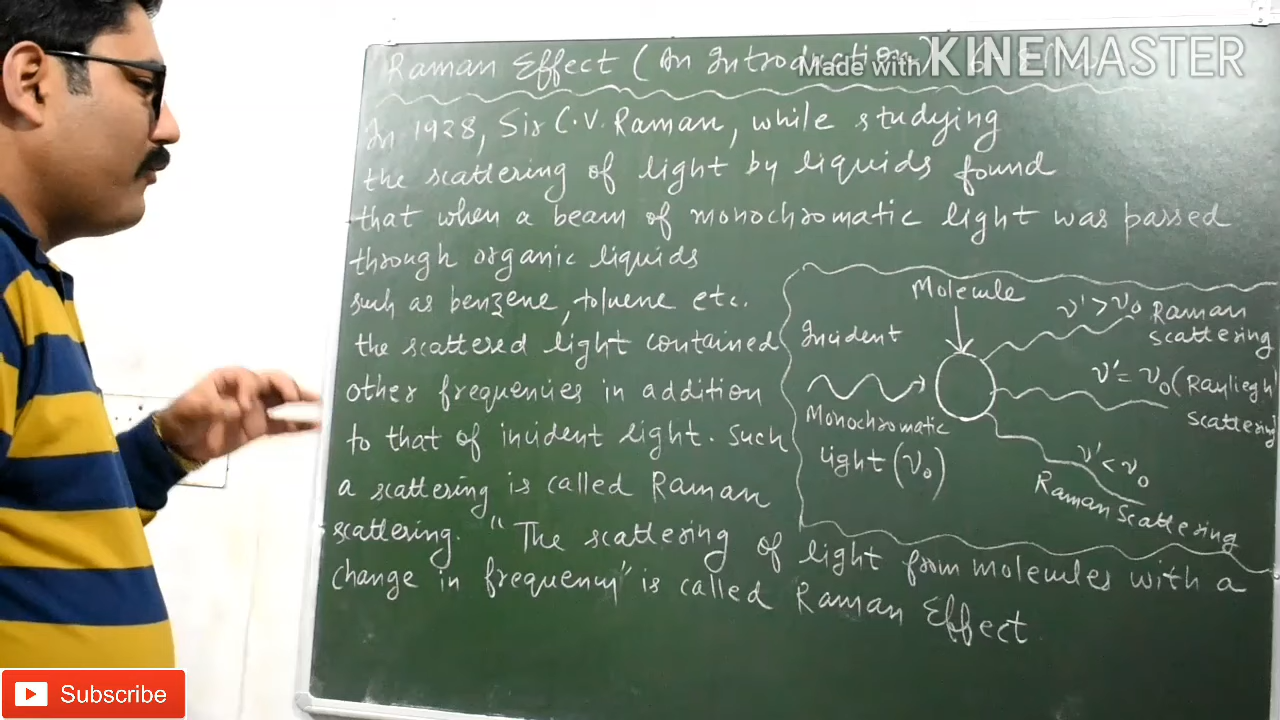 Raman Effect (An Introduction)
Made with KINEMASTER
In 1928, Sir C.V. Raman, while studying
the scattering of light by liquids found
that when a beam of monochromatic light was passed
through organic liquids
such as benzene, toluene etc.
the scattered light contained
other frequencies in addition
to that of incident light. Such
a scattering is called Raman
scattering. "The scattering of light from molecules with a
change in frequency" is called Raman Effect
Molecule
Incident
Monochromatic
light (ν₀)
ν' > ν₀ Raman
scattering
ν' = ν₀ (Rayliegh
scattering)
ν' < ν₀
Raman Scattering
Subscribe